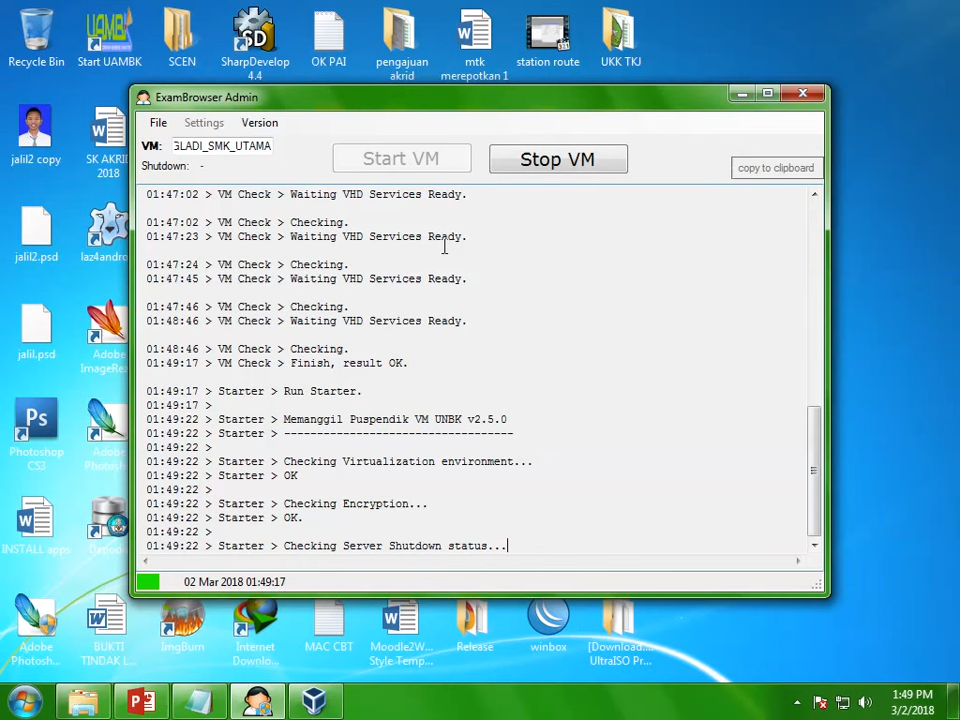 Recycle Bin
UAMBK
Start UAMBK
SCEN
SD
SharpDevelop
4.4
OK PAI
pengajuan
akrid
mtk
merepotkan 1
station route
UKK TKJ
jalil2 copy
SK AKRID
2018
jalil2.psd
laz4andr
jalil.psd
Adobe
ImageRea
Ps
Photoshop
CS3
Adobe
Photosh
INSTALL apps
ExamBrowser Admin
File
Settings
Version
VM:
GLADI_SMK_UTAMA
Shutdown: -
Start VM
Stop VM
copy to clipboard
01:47:02 > VM Check > Waiting VHD Services Ready.
01:47:02 > VM Check > Checking.
01:47:23 > VM Check > Waiting VHD Services Ready.
01:47:24 > VM Check > Checking.
01:47:45 > VM Check > Waiting VHD Services Ready.
01:47:46 > VM Check > Checking.
01:48:46 > VM Check > Waiting VHD Services Ready.
01:48:46 > VM Check > Checking.
01:49:17 > VM Check > Finish, result OK.
01:49:17 > Starter > Run Starter.
01:49:17 >
01:49:22 > Starter > Memanggil Puspendik VM UNBK v2.5.0
01:49:22 > Starter > -----------------------------------
01:49:22 >
01:49:22 > Starter > Checking Virtualization environment...
01:49:22 > Starter > OK
01:49:22 >
01:49:22 > Starter > Checking Encryption...
01:49:22 > Starter > OK.
01:49:22 >
01:49:22 > Starter > Checking Server Shutdown status...
02 Mar 2018 01:49:17
Adobe
Photosh...
BUKTI
TINDAK L...
ImgBurn
Internet
Downlo...
MAC CBT
Moodle2W...
Style Temp...
Release
winbox
[Download....
UltraISO Pr...
1:49 PM
3/2/2018